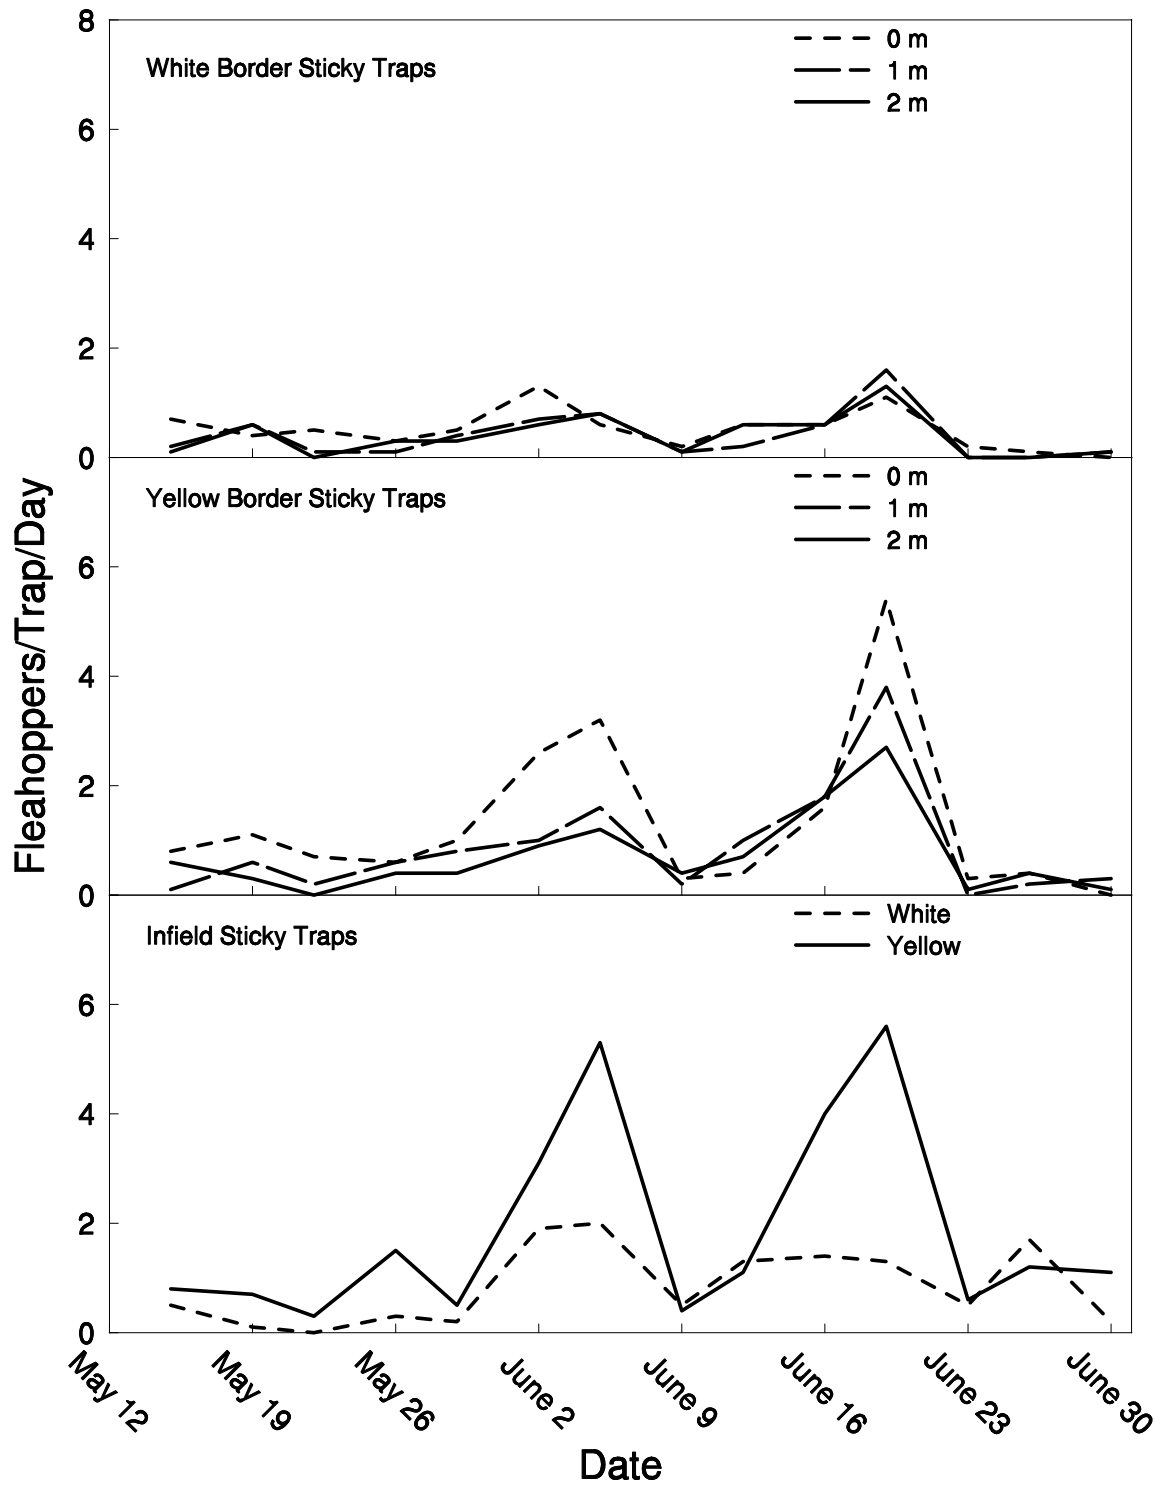 8
White Border Sticky Traps
0 m
1 m
2 m
6
4
2
0
Yellow Border Sticky Traps
0 m
1 m
2 m
6
4
2
0
Infield Sticky Traps
White
Yellow
6
4
2
0
Fleahoppers/Trap/Day
May 12
May 19
May 26
June 2
June 9
June 16
June 23
June 30
Date